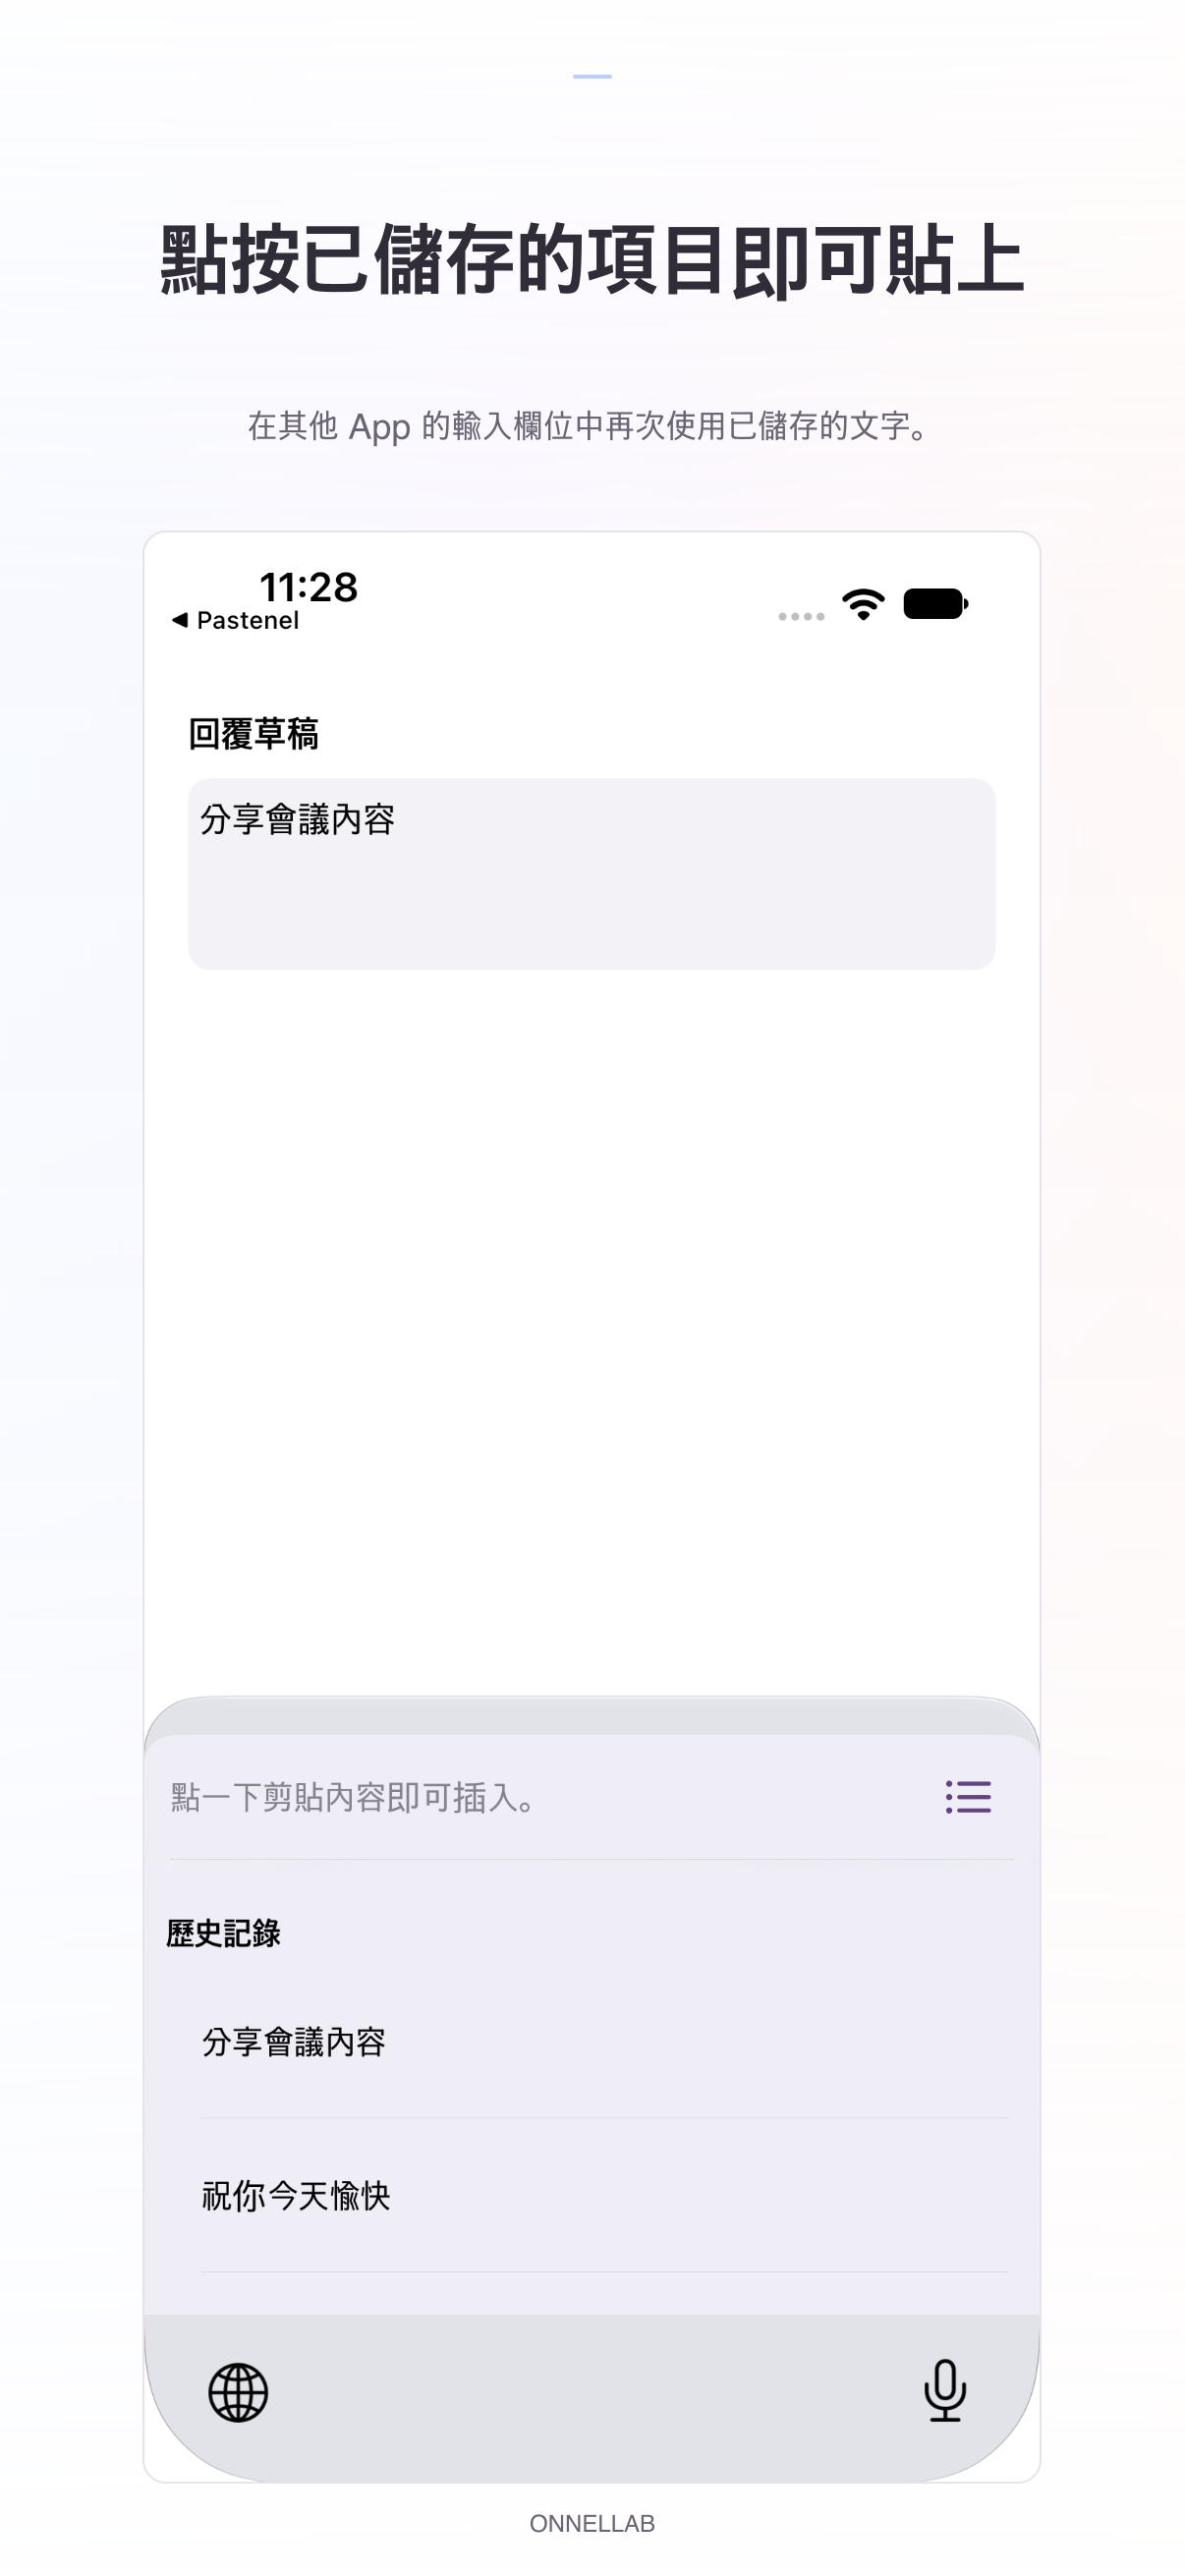 點按已儲存的項目即可貼上
在其他 App 的輸入欄位中再次使用已儲存的文字。
11:28
◀ Pastenel
回覆草稿
分享會議內容
點一下剪貼內容即可插入。
歷史記錄
分享會議內容
祝你今天愉快
ONNELLAB